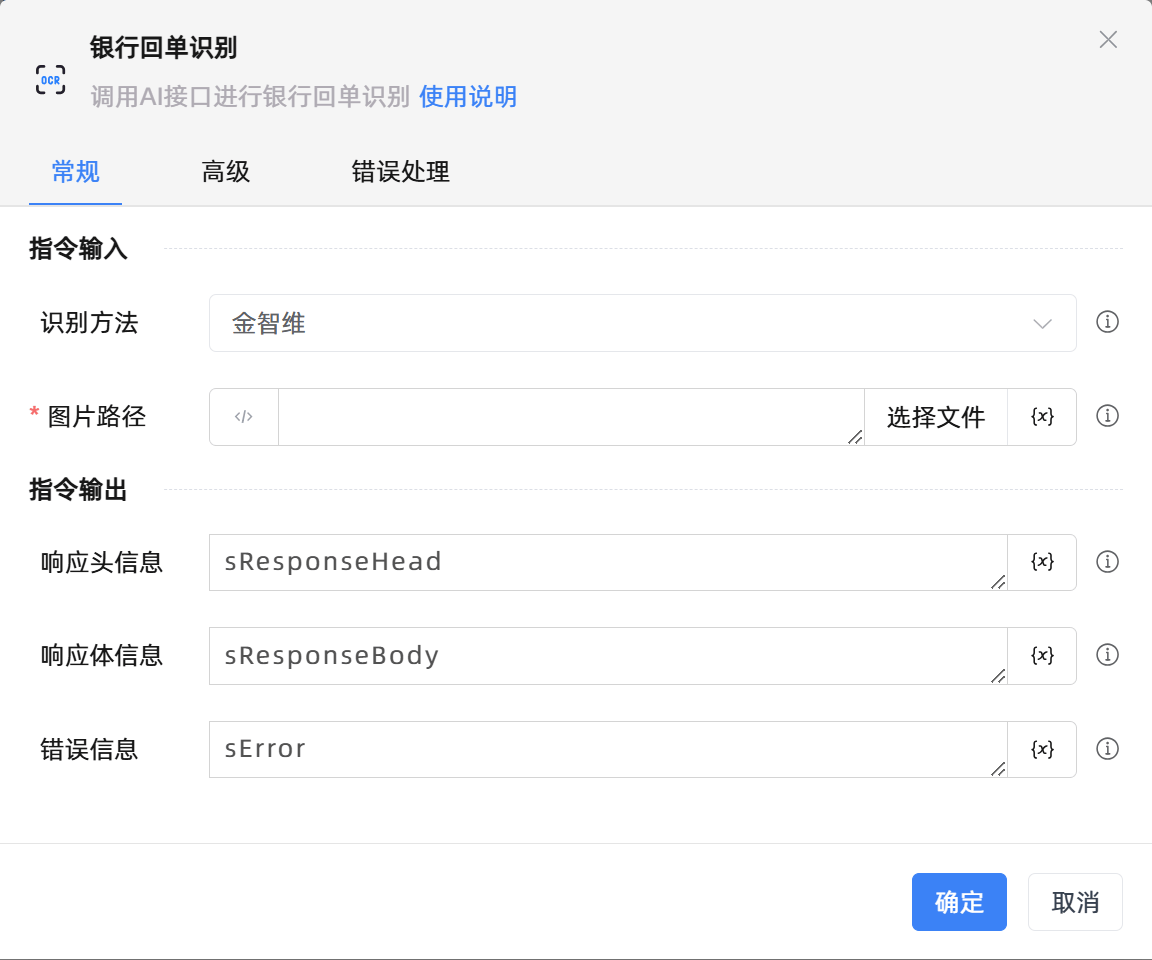 银行回单识别
OCR
调用AI接口进行银行回单识别 使用说明
常规 高级 错误处理
指令输入
识别方法 金智维
* 图片路径 </> 选择文件 {x}
指令输出
响应头信息 sResponseHead {x}
响应体信息 sResponseBody {x}
错误信息 sError {x}
确定 取消